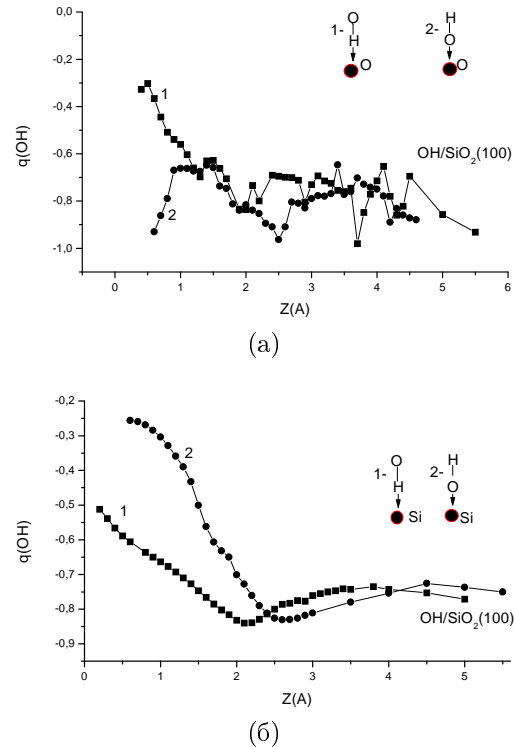 0,0
-0,2
-0,4
-0,6
-0,8
-1,0
q(OH)
0 1 2 3 4 5 6
Z(A)
1
2
1-
O
H
O
2-
H
O
O
OH/SiO₂(100)
(а)
-0,2
-0,3
-0,4
-0,5
-0,6
-0,7
-0,8
-0,9
q(OH)
0 1 2 3 4 5
Z(A)
1
2
1-
O
H
Si
2-
H
O
Si
OH/SiO₂(100)
(б)